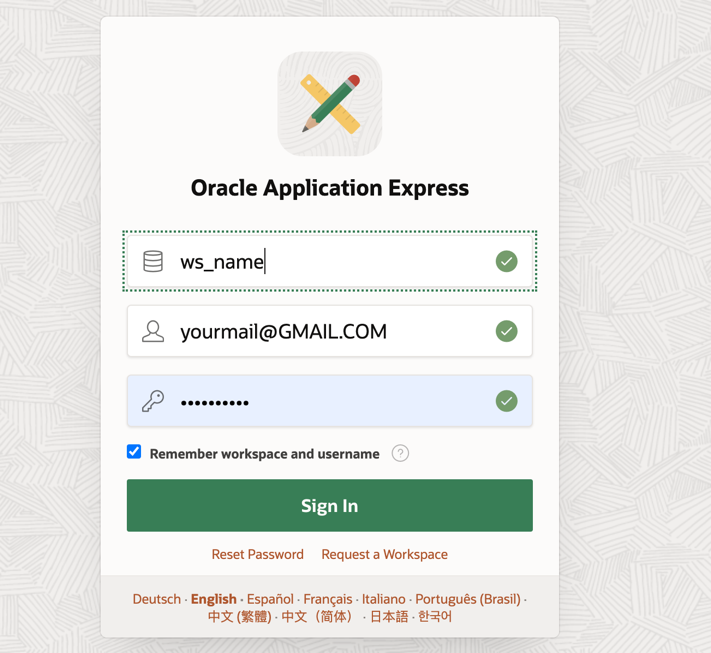 Oracle Application Express
ws_name
yourmail@GMAIL.COM
••••••••••
Remember workspace and username ?
Sign In
Reset Password Request a Workspace
Deutsch · English · Español · Français · Italiano · Português (Brasil) ·
中文 (繁體) · 中文（简体） · 日本語 · 한국어